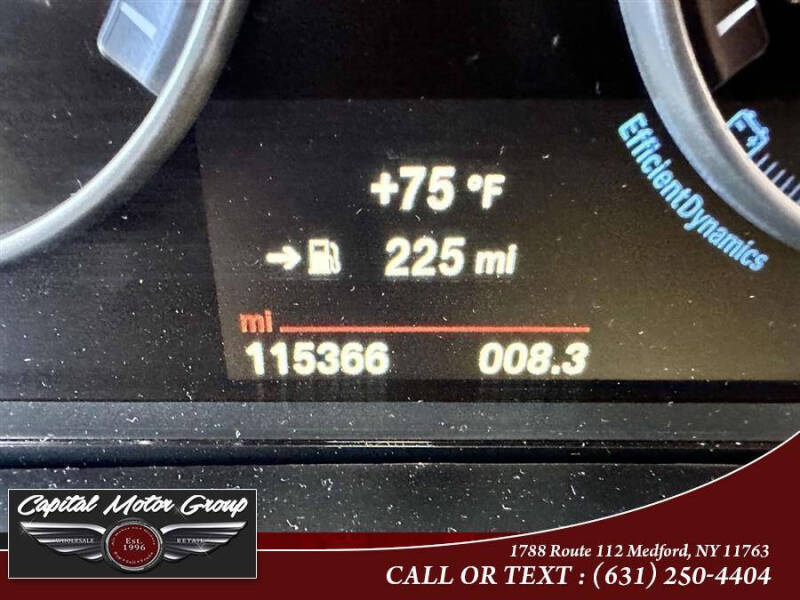 +75 °F
225 mi
EfficientDynamics
mi
115366 008.3
Capital Motor Group
WHOLESALE
RETAIL
Est.
1996
1788 Route 112 Medford, NY 11763
CALL OR TEXT : (631) 250-4404